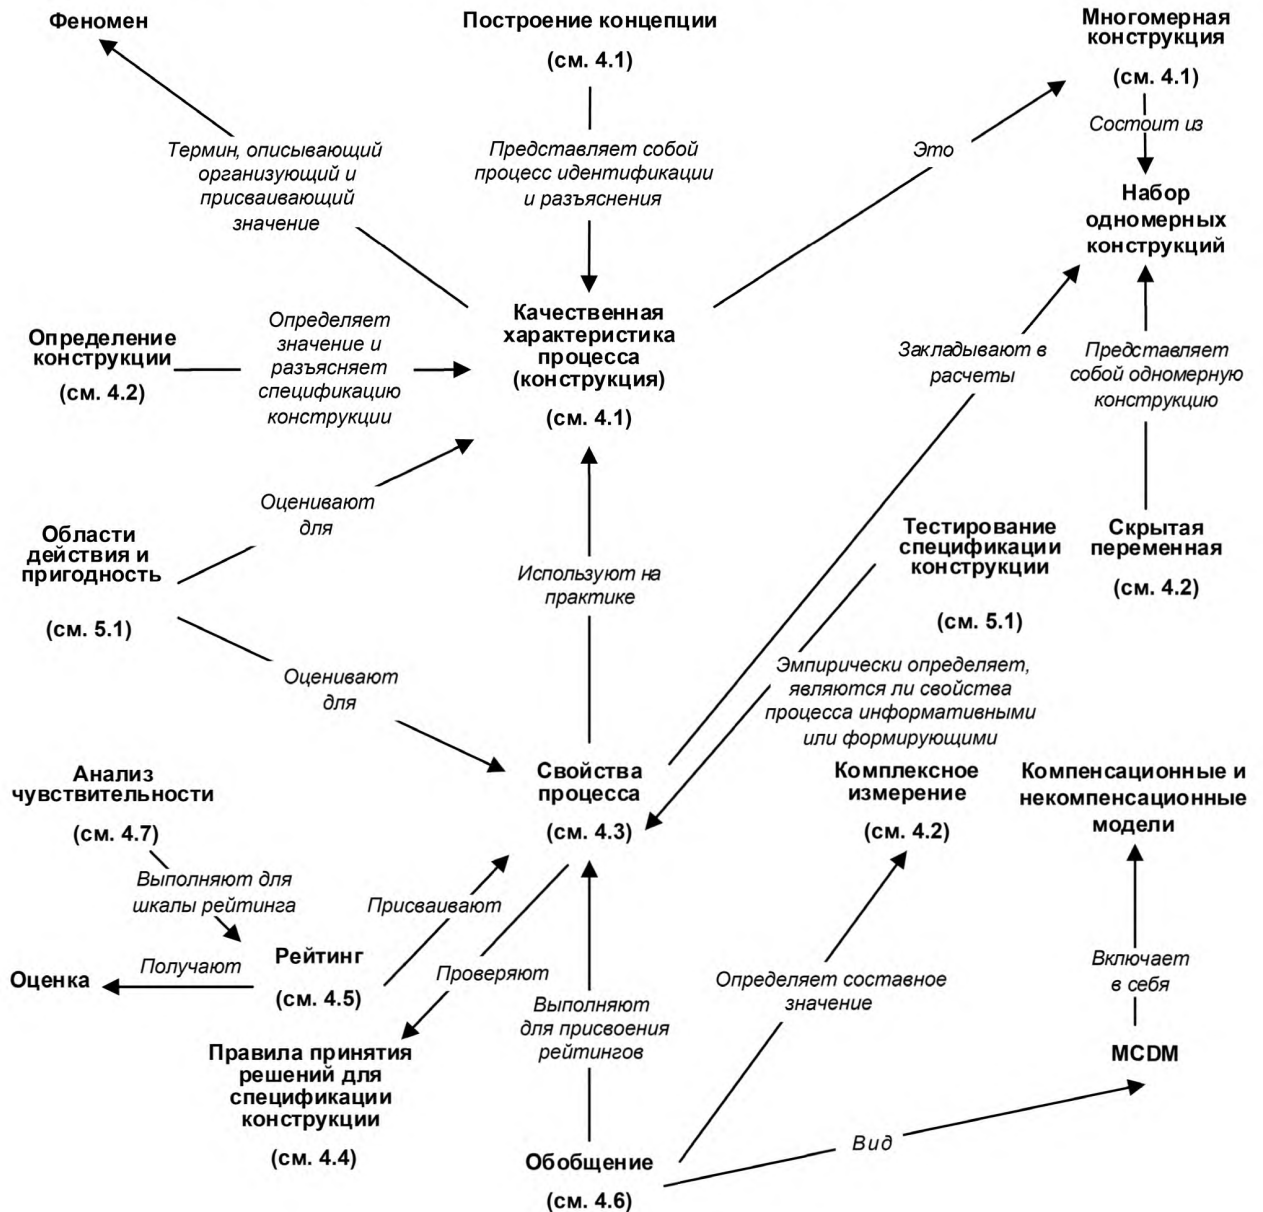 Феномен
Построение концепции
(см. 4.1)
Многомерная
конструкция
(см. 4.1)
Состоит из
Термин, описывающий
организующий и
присваивающий
значение
Представляет собой
процесс идентификации
и разъяснения
Это
Набор
одномерных
конструкций
Определение
конструкции
(см. 4.2)
Определяет
значение и
разъясняет
спецификацию
конструкции
Качественная
характеристика
процесса
(конструкция)
(см. 4.1)
Закладывают в
расчеты
Представляет
собой одномерную
конструкцию
Оценивают
для
Области
действия и
пригодность
(см. 5.1)
Используют на
практике
Тестирование
спецификации
конструкции
(см. 5.1)
Скрытая
переменная
(см. 4.2)
Оценивают
для
Эмпирически определяет,
являются ли свойства
процесса информативными
или формирующими
Анализ
чувствительности
(см. 4.7)
Свойства
процесса
(см. 4.3)
Комплексное
измерение
(см. 4.2)
Компенсационные и
некомпенсационные
модели
Выполняют для
шкалы рейтинга
Присваивают
Оценка
Получают
Рейтинг
(см. 4.5)
Проверяют
Выполняют
для присвоения
рейтингов
Определяет составное
значение
Включает
в себя
Правила принятия
решений для
спецификации
конструкции
(см. 4.4)
MCDM
Вид
Обобщение
(см. 4.6)